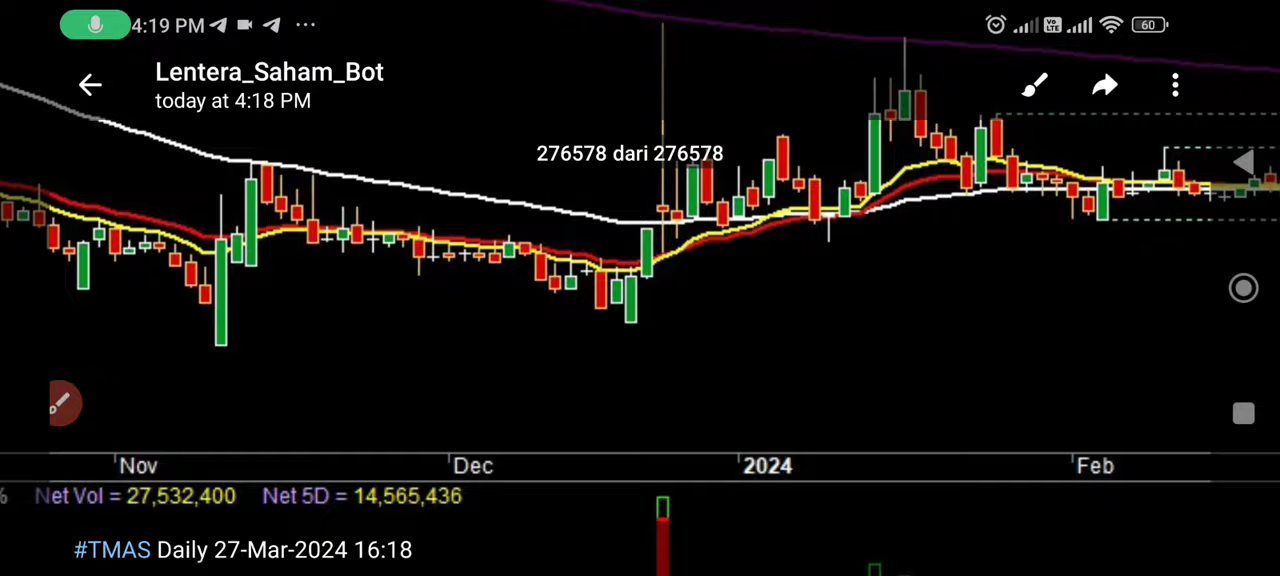 4:19 PM ··· 60
Lentera_Saham_Bot
today at 4:18 PM
276578 dari 276578
Nov Dec 2024 Feb
% Net Vol = 27,532,400 Net 5D = 14,565,436
#TMAS Daily 27-Mar-2024 16:18